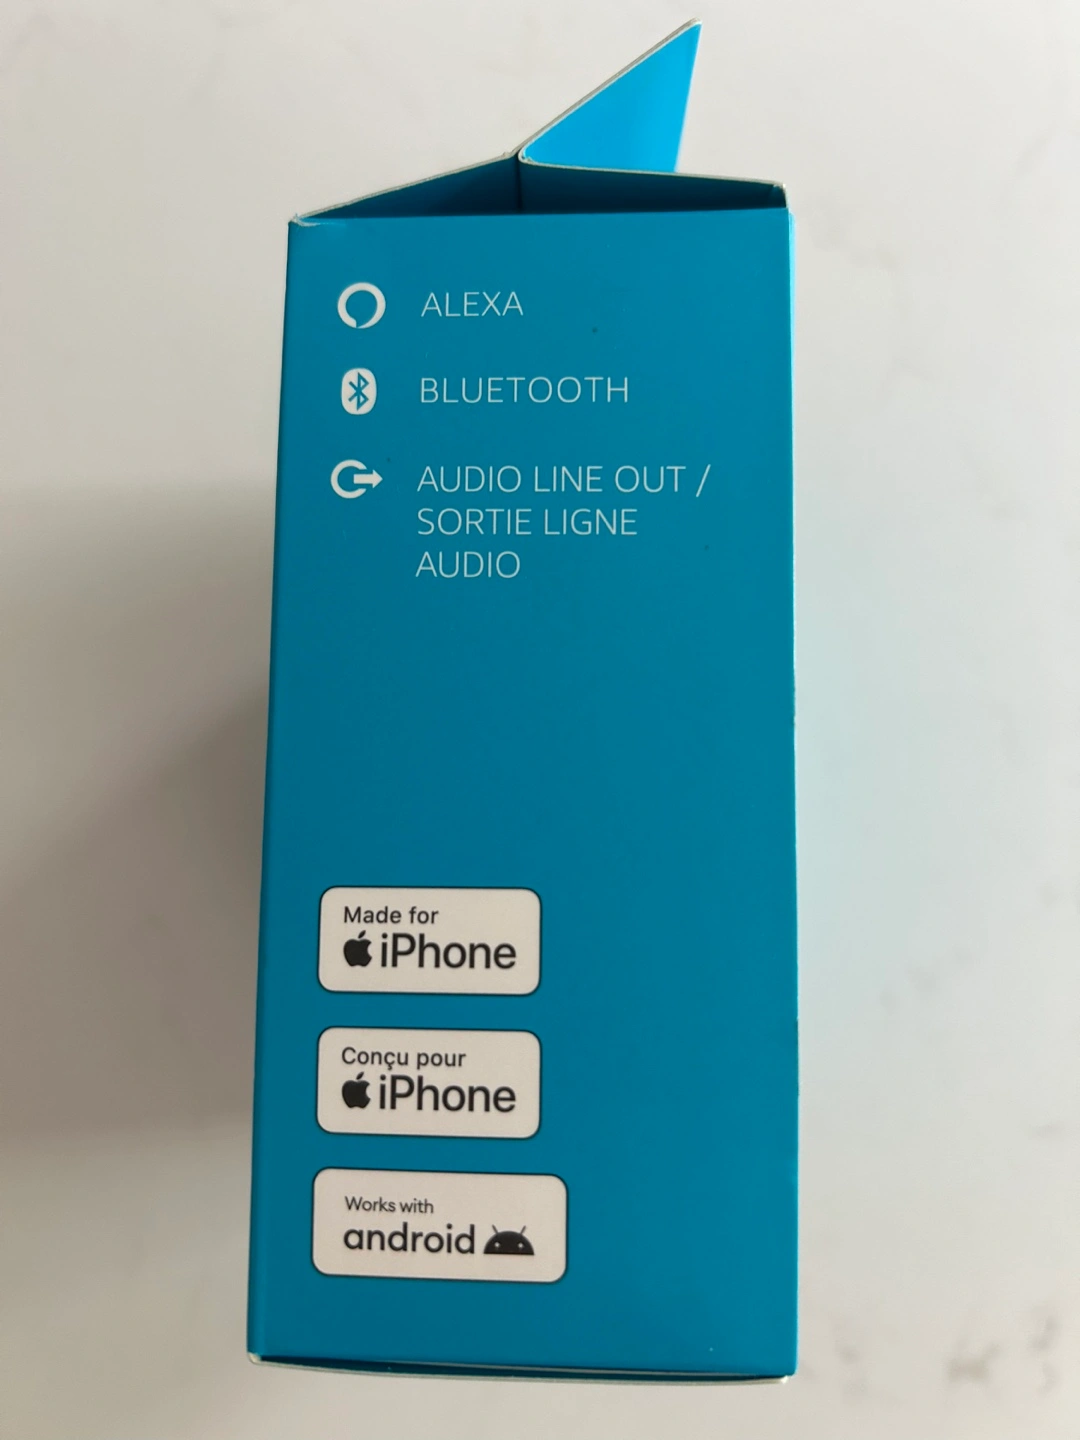 ALEXA
BLUETOOTH
AUDIO LINE OUT /
SORTIE LIGNE
AUDIO
Made for
iPhone
Conçu pour
iPhone
Works with
android